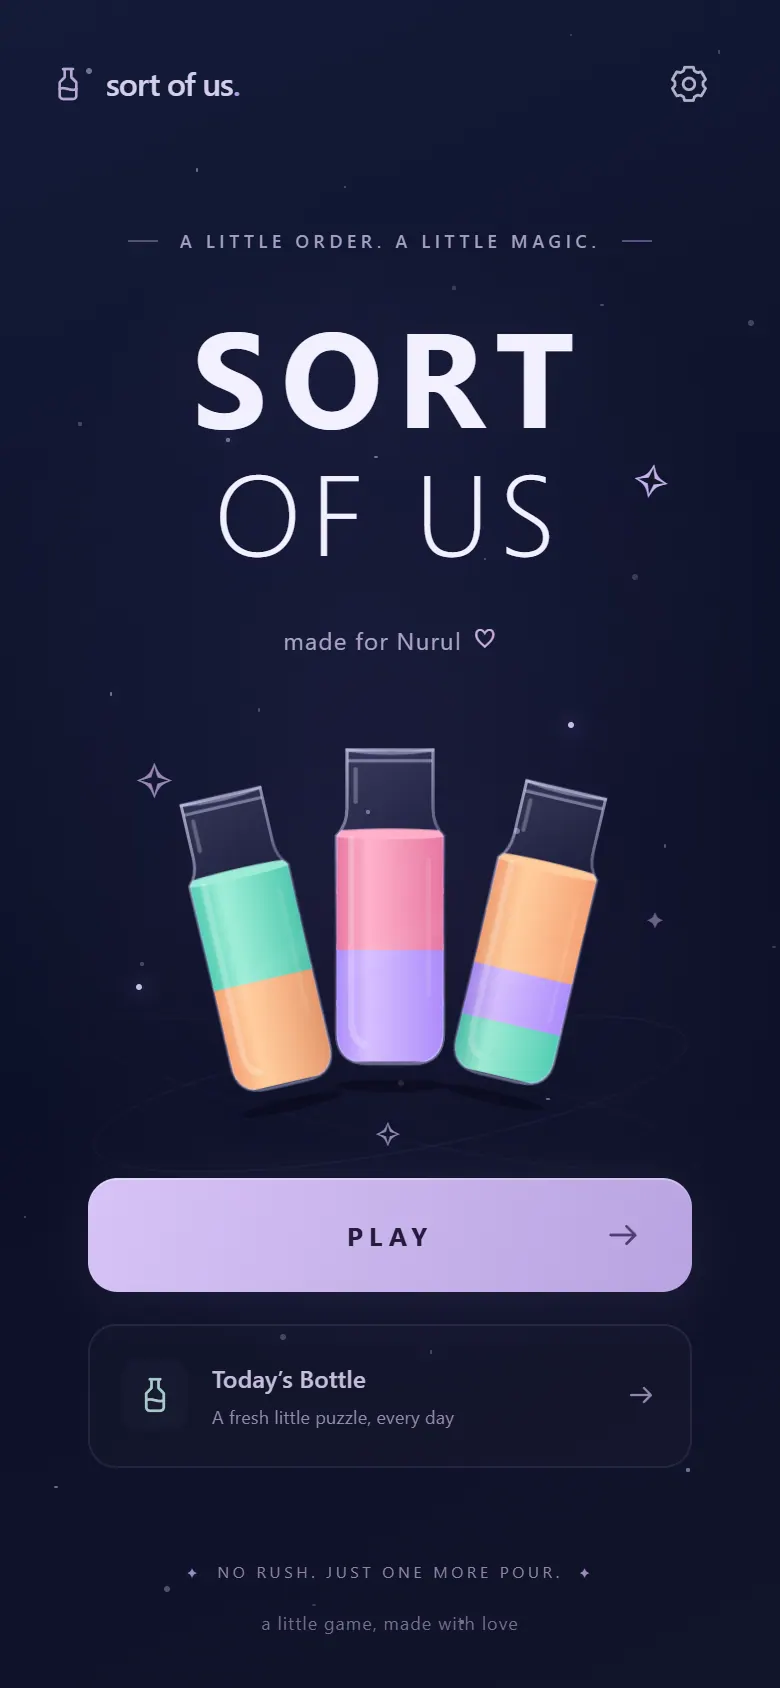 sort of us.
A LITTLE ORDER. A LITTLE MAGIC.
SORT
OF US
made for Nurul ♡
PLAY →
Today’s Bottle
A fresh little puzzle, every day
→
✦ NO RUSH. JUST ONE MORE POUR. ✦
a little game, made with love